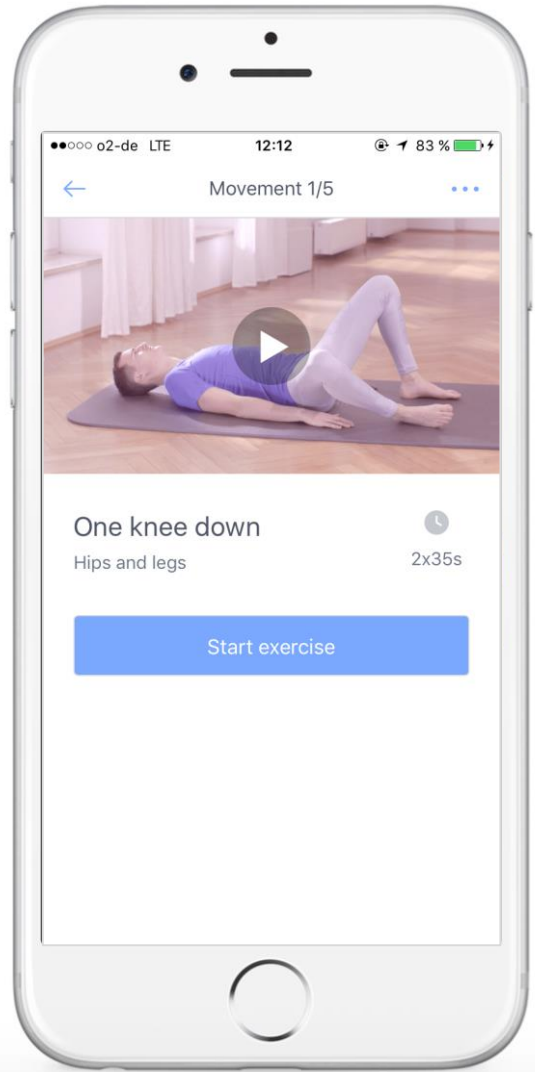 o2-de LTE 12:12 83 %
Movement 1/5
One knee down
Hips and legs
2x35s
Start exercise